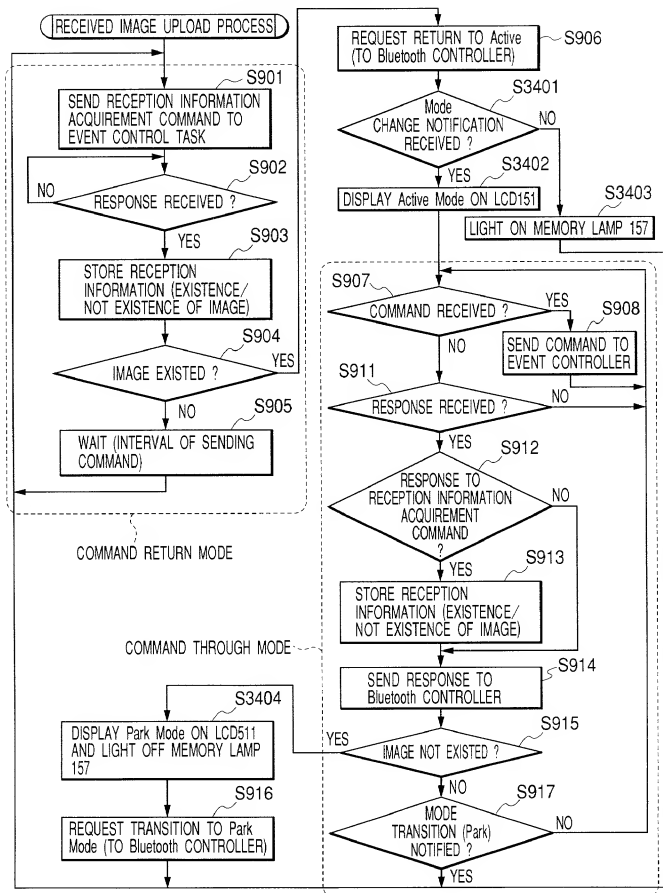 RECEIVED IMAGE UPLOAD PROCESS
S901
SEND RECEPTION INFORMATION
ACQUIREMENT COMMAND TO
EVENT CONTROL TASK
S902
NO
RESPONSE RECEIVED ?
YES
S903
STORE RECEPTION
INFORMATION (EXISTENCE/
NOT EXISTENCE OF IMAGE)
S904
YES
IMAGE EXISTED ?
NO
S905
WAIT (INTERVAL OF SENDING
COMMAND)
COMMAND RETURN MODE
REQUEST RETURN TO Active
(TO Bluetooth CONTROLLER)
S906
S3401
Mode
CHANGE NOTIFICATION
RECEIVED ?
NO
YES
S3402
DISPLAY Active Mode ON LCD151
S3403
LIGHT ON MEMORY LAMP 157
S907
COMMAND RECEIVED ?
YES
S908
SEND COMMAND TO
EVENT CONTROLLER
NO
S911
RESPONSE RECEIVED ?
NO
YES
S912
RESPONSE TO
RECEPTION INFORMATION
ACQUIREMENT
COMMAND
?
NO
YES
S913
STORE RECEPTION
INFORMATION (EXISTENCE/
NOT EXISTENCE OF IMAGE)
COMMAND THROUGH MODE
S914
SEND RESPONSE TO
Bluetooth CONTROLLER
S3404
DISPLAY Park Mode ON LCD511
AND LIGHT OFF MEMORY LAMP
157
YES
S915
IMAGE NOT EXISTED ?
NO
S916
REQUEST TRANSITION TO Park
Mode (TO Bluetooth CONTROLLER)
S917
MODE
TRANSITION (Park)
NOTIFIED ?
NO
YES